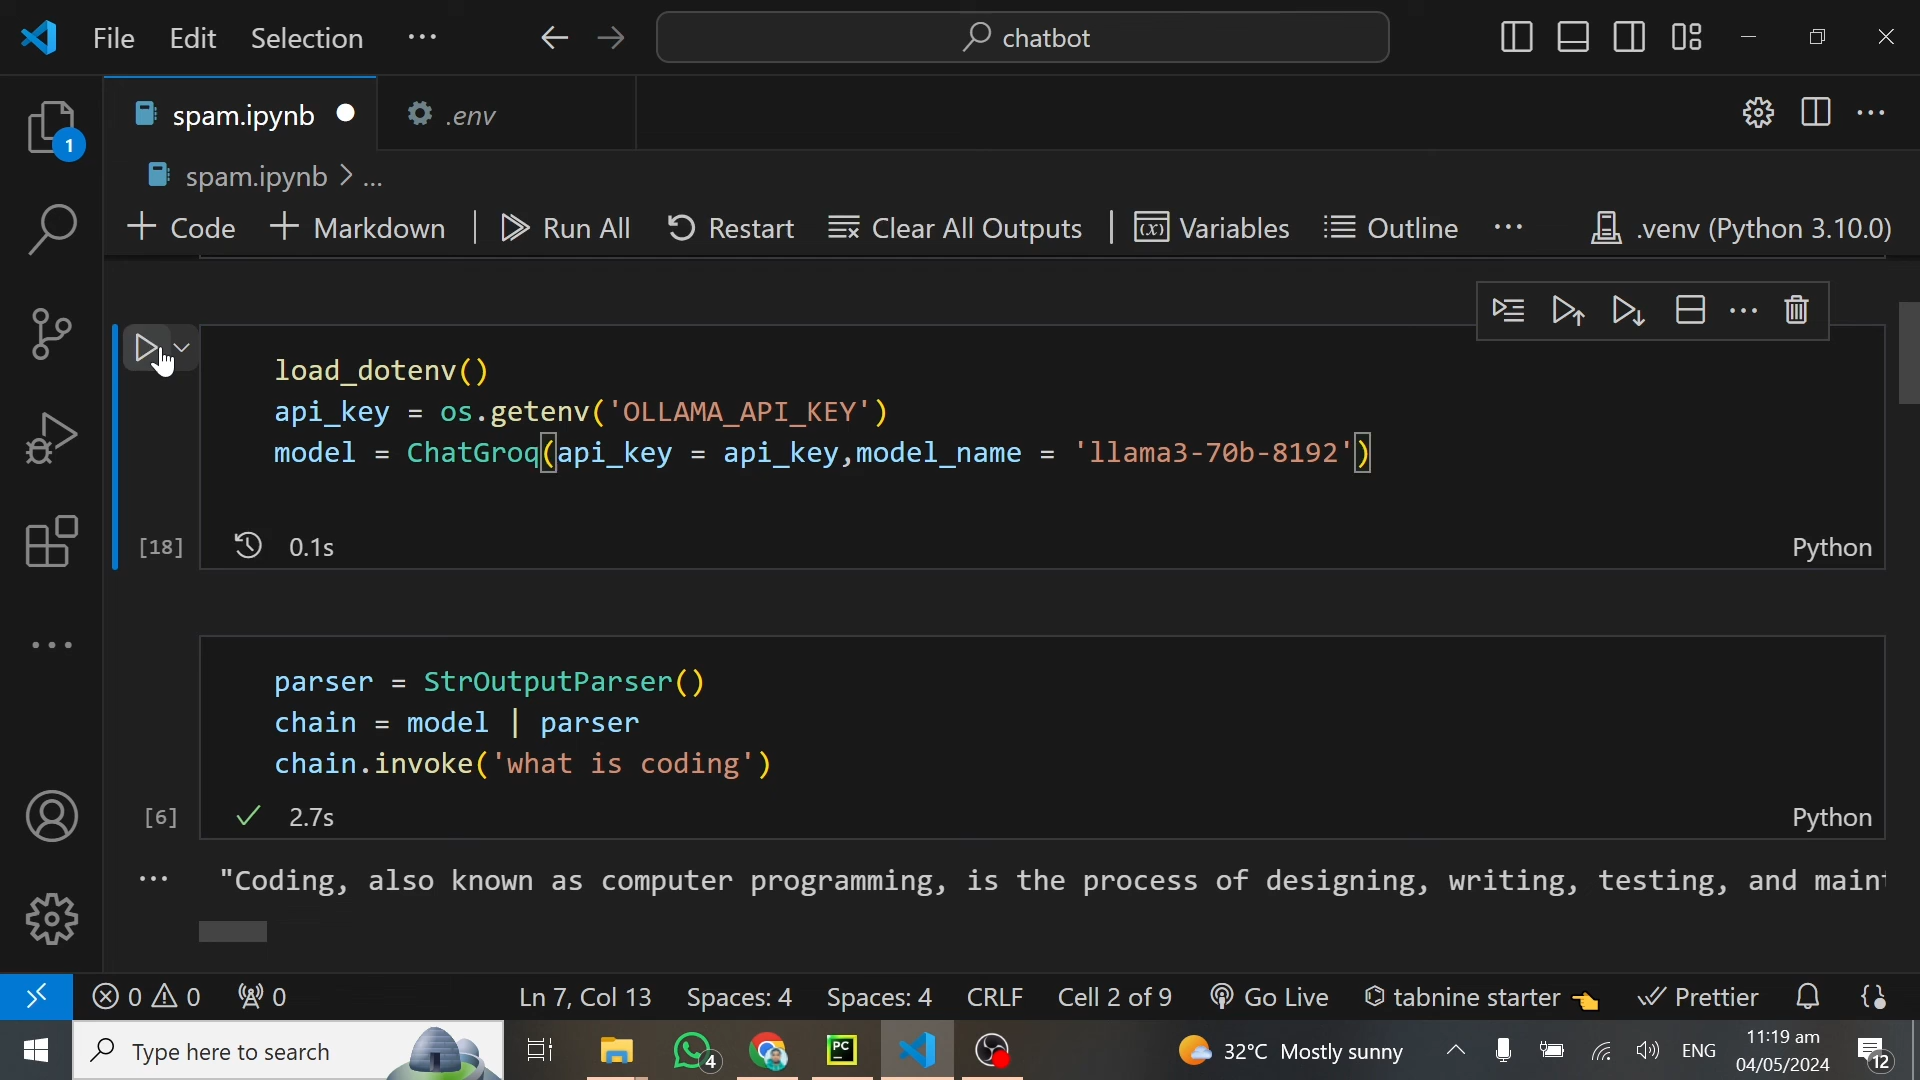 File Edit Selection ...
chatbot
spam.ipynb
.env
1
spam.ipynb > ...
Code
Markdown
Run All
Restart
Clear All Outputs
Variables
Outline
...
.venv (Python 3.10.0)
load_dotenv()
api_key = os.getenv('OLLAMA_API_KEY')
model = ChatGroq(api_key = api_key,model_name = 'llama3-70b-8192')
[18] 0.1s Python
parser = StrOutputParser()
chain = model | parser
chain.invoke('what is coding')
[6] 2.7s Python
... "Coding, also known as computer programming, is the process of designing, writing, testing, and maint
0 0 0 Ln 7, Col 13 Spaces: 4 Spaces: 4 CRLF Cell 2 of 9 Go Live tabnine starter Prettier
Type here to search
PC
4
32°C Mostly sunny
ENG
11:19 am
04/05/2024
12